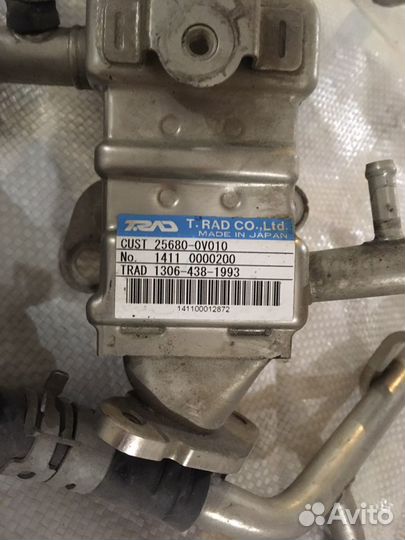 TRAD T.RAD CO.,Ltd.
MADE IN JAPAN
CUST 25680-0V010
No. 1411 0000200
TRAD 1306-438-1993
141100012872
Avito